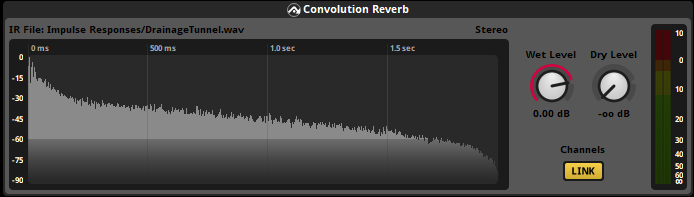 Convolution Reverb
IR File: Impulse Responses/DrainageTunnel.wav Stereo
0 ms 500 ms 1.0 sec 1.5 sec
0
-15
-30
-45
-60
-75
-90
Wet Level Dry Level
0.00 dB -oo dB
Channels
LINK
10
0
10
20
30
40
50
60
∞